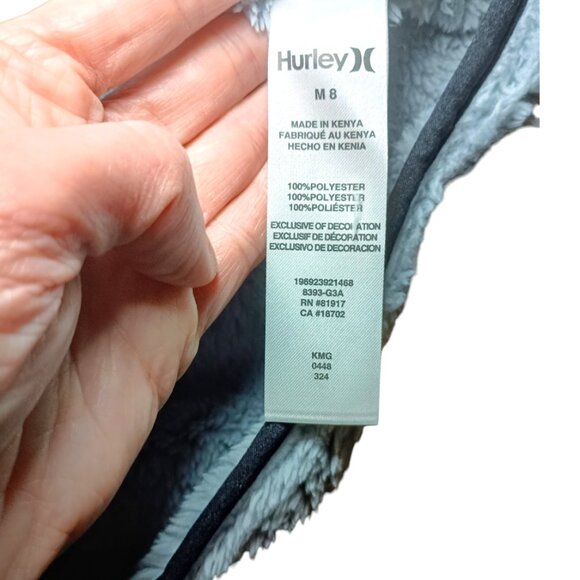 Hurley
M 8
MADE IN KENYA
FABRIQUÉ AU KENYA
HECHO EN KENIA
100%POLYESTER
100%POLYESTER
100%POLIÉSTER
EXCLUSIVE OF DECORATION
EXCLUSIF DE DÉCORATION
EXCLUSIVO DE DECORACION
196923921468
8393-G3A
RN #81917
CA #18702
KMG
0448
324